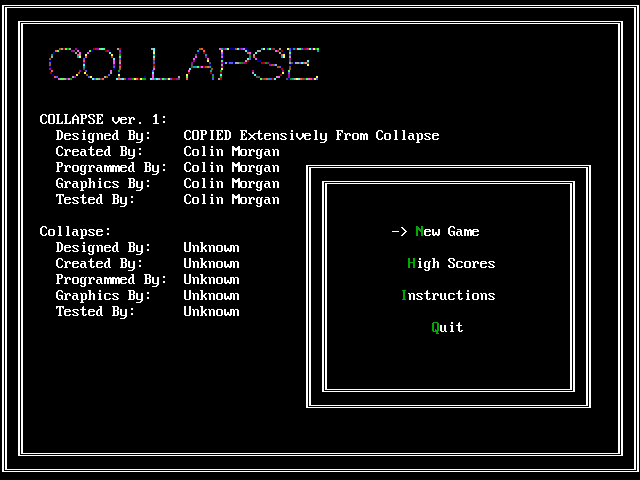 COLLAPSE
COLLAPSE ver. 1:
Designed By: COPIED Extensively From Collapse
Created By: Colin Morgan
Programmed By: Colin Morgan
Graphics By: Colin Morgan
Tested By: Colin Morgan
Collapse:
Designed By: Unknown
Created By: Unknown
Programmed By: Unknown
Graphics By: Unknown
Tested By: Unknown
-> New Game
High Scores
Instructions
Quit